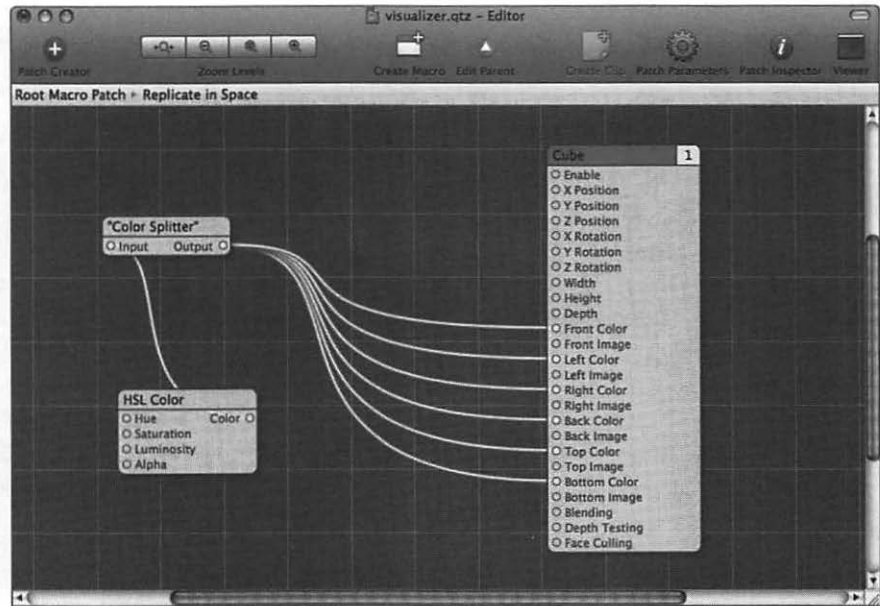 visualizer.qtz - Editor
Patch Creator
Zoom Levels
Create Macro
Edit Parent
Create Clip
Patch Parameters
Patch Inspector
Viewer
Root Macro Patch ▸ Replicate in Space
"Color Splitter"
Input Output
HSL Color
Hue Color
Saturation
Luminosity
Alpha
Cube 1
Enable
X Position
Y Position
Z Position
X Rotation
Y Rotation
Z Rotation
Width
Height
Depth
Front Color
Front Image
Left Color
Left Image
Right Color
Right Image
Back Color
Back Image
Top Color
Top Image
Bottom Color
Bottom Image
Blending
Depth Testing
Face Culling